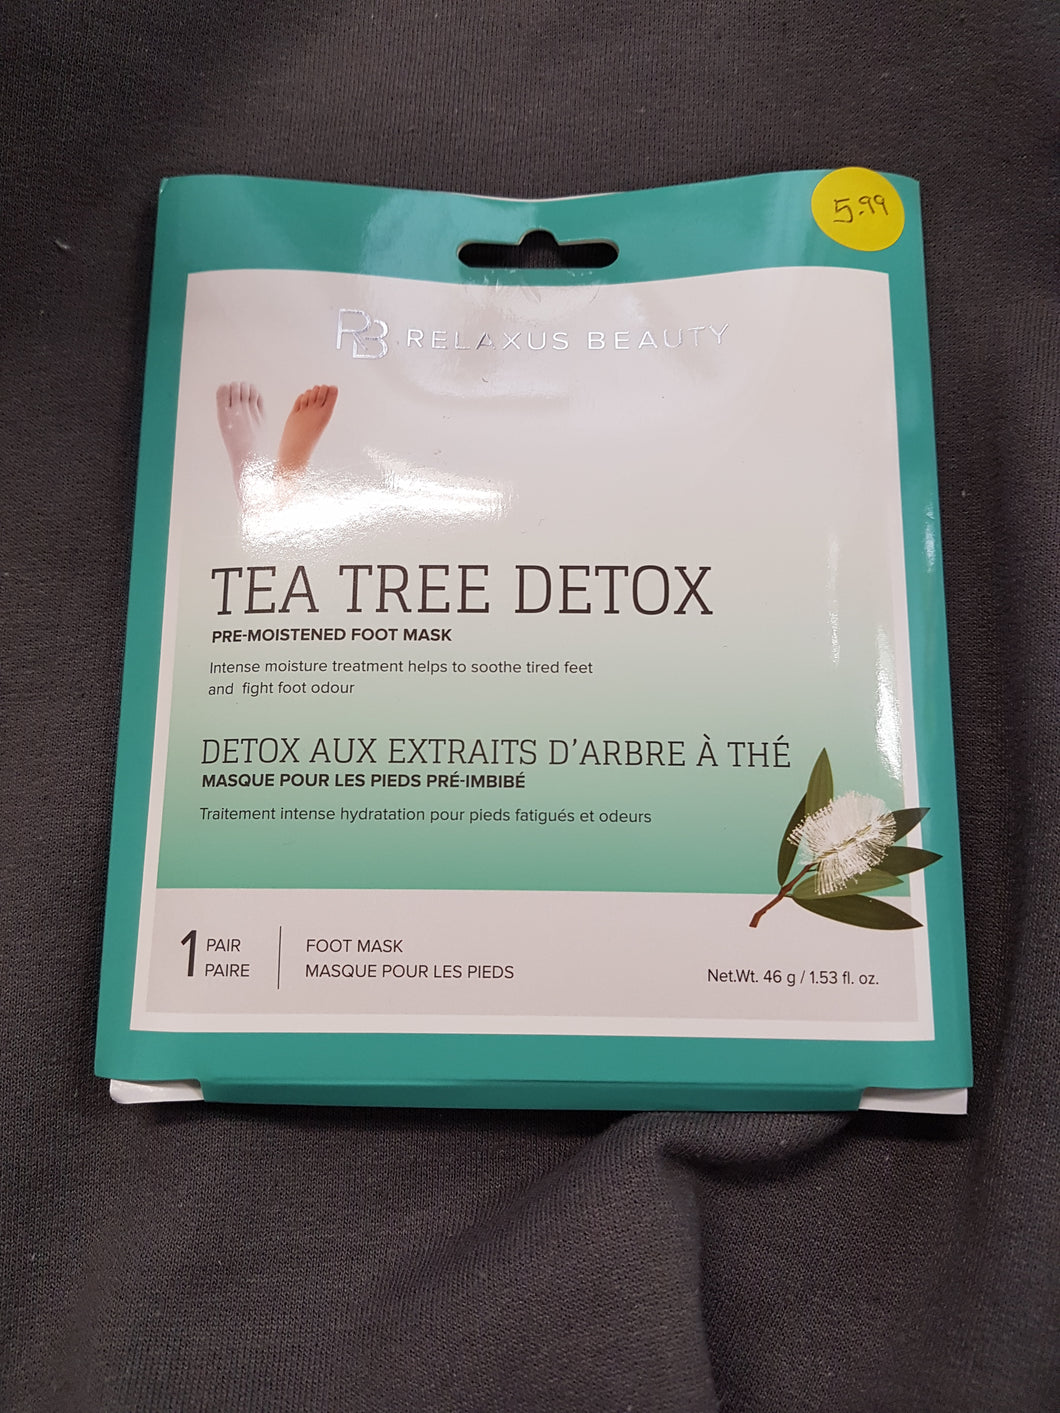 5.99
RB RELAXUS BEAUTY
TEA TREE DETOX
PRE-MOISTENED FOOT MASK
Intense moisture treatment helps to soothe tired feet
and fight foot odour
DETOX AUX EXTRAITS D'ARBRE À THÉ
MASQUE POUR LES PIEDS PRÉ-IMBIBÉ
Traitement intense hydratation pour pieds fatigués et odeurs
1 PAIR
PAIRE
FOOT MASK
MASQUE POUR LES PIEDS
Net.Wt. 46 g / 1.53 fl. oz.